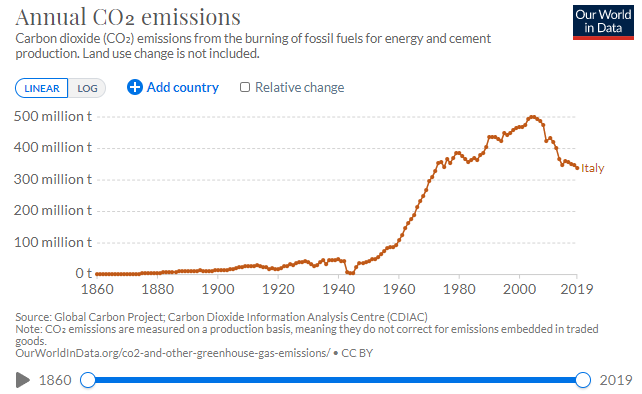 Annual CO₂ emissions
Our World
in Data
Carbon dioxide (CO₂) emissions from the burning of fossil fuels for energy and cement
production. Land use change is not included.
LINEAR LOG
Add country
Relative change
500 million t
400 million t
300 million t
200 million t
100 million t
0 t
Italy
1860 1880 1900 1920 1940 1960 1980 2000 2019
Source: Global Carbon Project; Carbon Dioxide Information Analysis Centre (CDIAC)
Note: CO₂ emissions are measured on a production basis, meaning they do not correct for emissions embedded in traded
goods.
OurWorldInData.org/co2-and-other-greenhouse-gas-emissions/ • CC BY
1860 2019